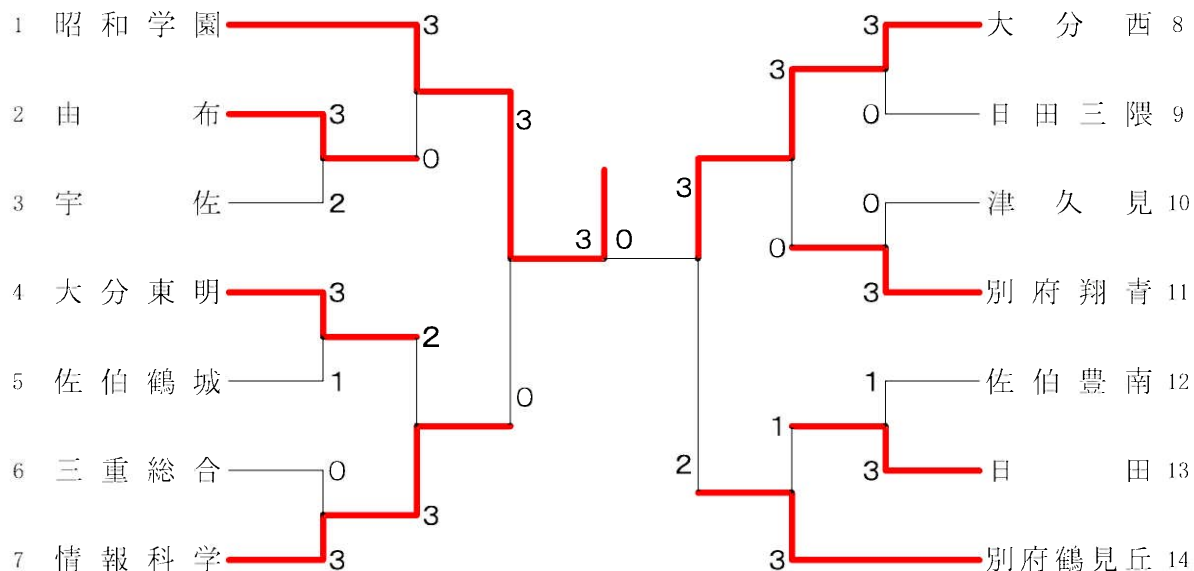 1 昭和学園 3
2 由布 3
0
3 宇佐 2
3
4 大分東明 3
2
5 佐伯鶴城 1
0
6 三重総合 0
3
7 情報科学 3
3 0
3 大分西 8
3
0 日田三隈 9
3
0 津久見 10
0
3 別府翔青 11
1 佐伯豊南 12
1
2
3 日田 13
3 別府鶴見丘 14